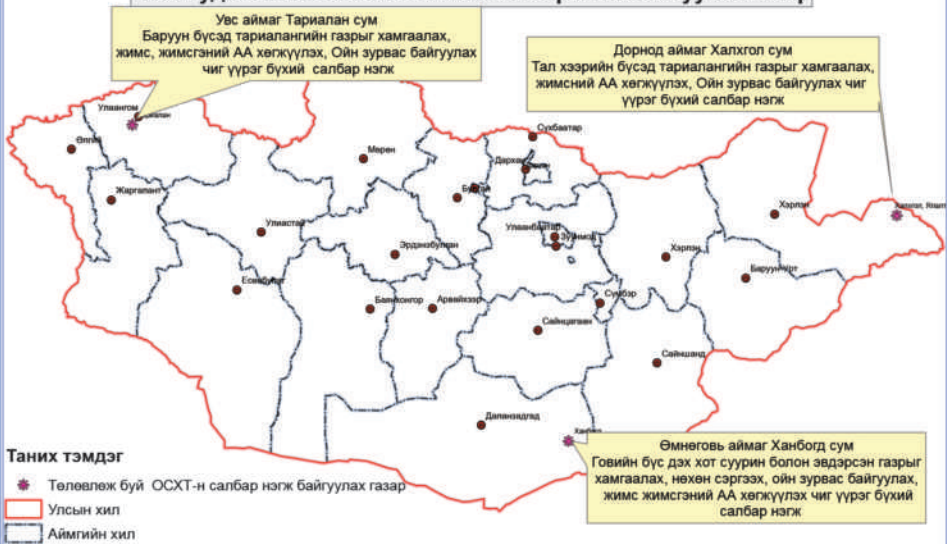 Увс аймаг Тариалан сум
Баруун бүсэд тариалангийн газрыг хамгаалах,
жимс, жимсгэний АА хөгжүүлэх, Ойн зурвас байгуулах
чиг үүрэг бүхий салбар нэгж
Дорнод аймаг Халхгол сум
Тал хээрийн бүсэд тариалангийн газрыг хамгаалах,
жимсний АА хөгжүүлэх, Ойн зурвас байгуулах чиг
үүрэг бүхий салбар нэгж
Улаангом
Өлгий
Мөрөн
Сүхбаатар
Дархан
Жаргалант
Хэрлэн
Улиастай
Улаанбаатар
Зуунмод
Эрдэнэбулган
Хэрлэн
Баруун-Урт
Есөнбулаг
Баянхонгор
Арвайхээр
Сүмбэр
Сайнцагаан
Сайншанд
Даланзадгад
Өмнөговь аймаг Ханбогд сум
Говийн бүс дэх хот суурин болон эвдэрсэн газрыг
хамгаалах, нөхөн сэргээх, ойн зурвас байгуулах,
жимс жимсгэний АА хөгжүүлэх чиг үүрэг бүхий
салбар нэгж
Таних тэмдэг
Төлөвлөж буй ОСХТ-н салбар нэгж байгуулах газар
Улсын хил
Аймгийн хил